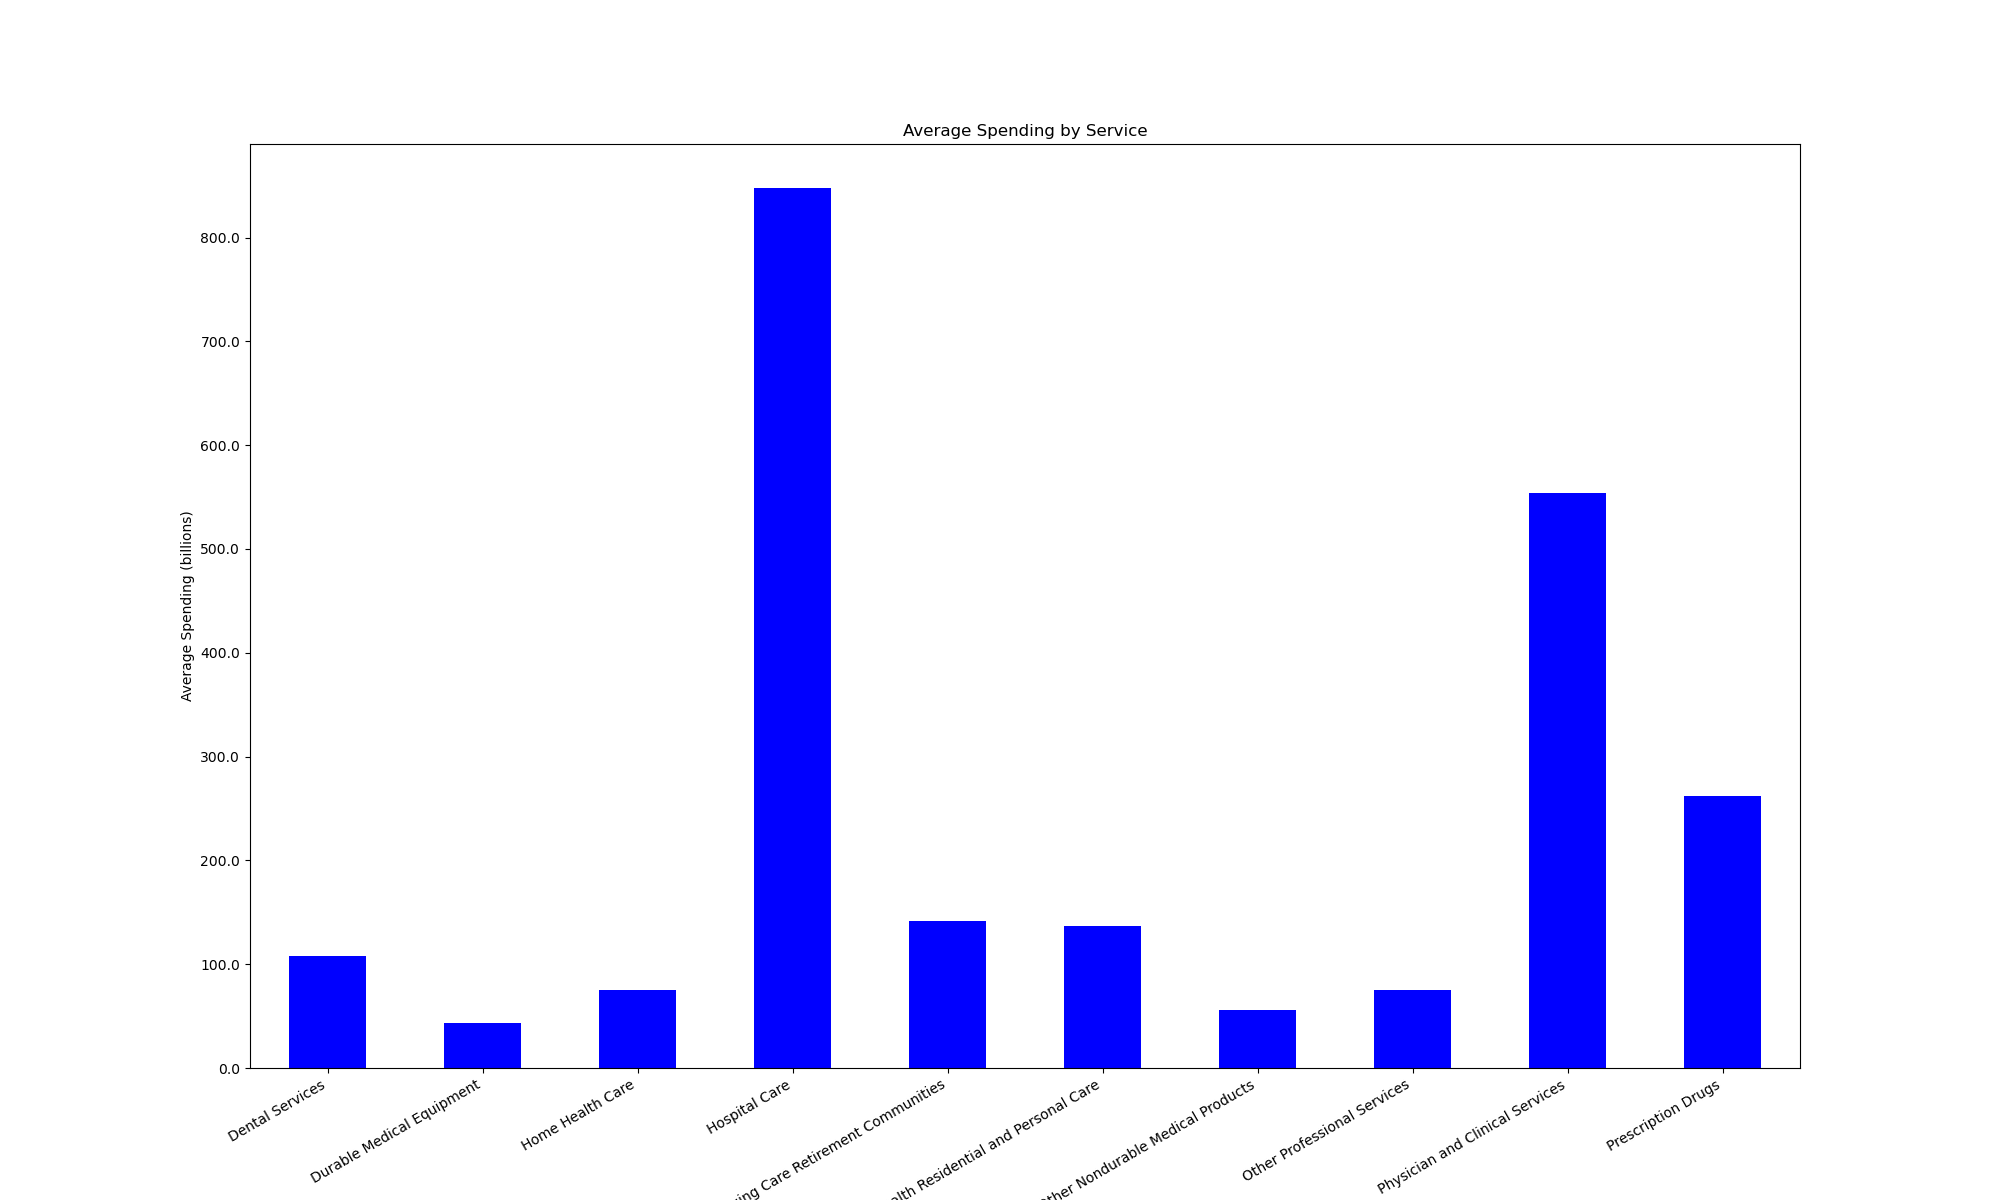 Average Spending by Service
Average Spending (billions)
800.0
700.0
600.0
500.0
400.0
300.0
200.0
100.0
0.0
Dental Services
Durable Medical Equipment
Home Health Care
Hospital Care
Care Retirement Communities
Residential and Personal Care
Nondurable Medical Products
Other Professional Services
Physician and Clinical Services
Prescription Drugs